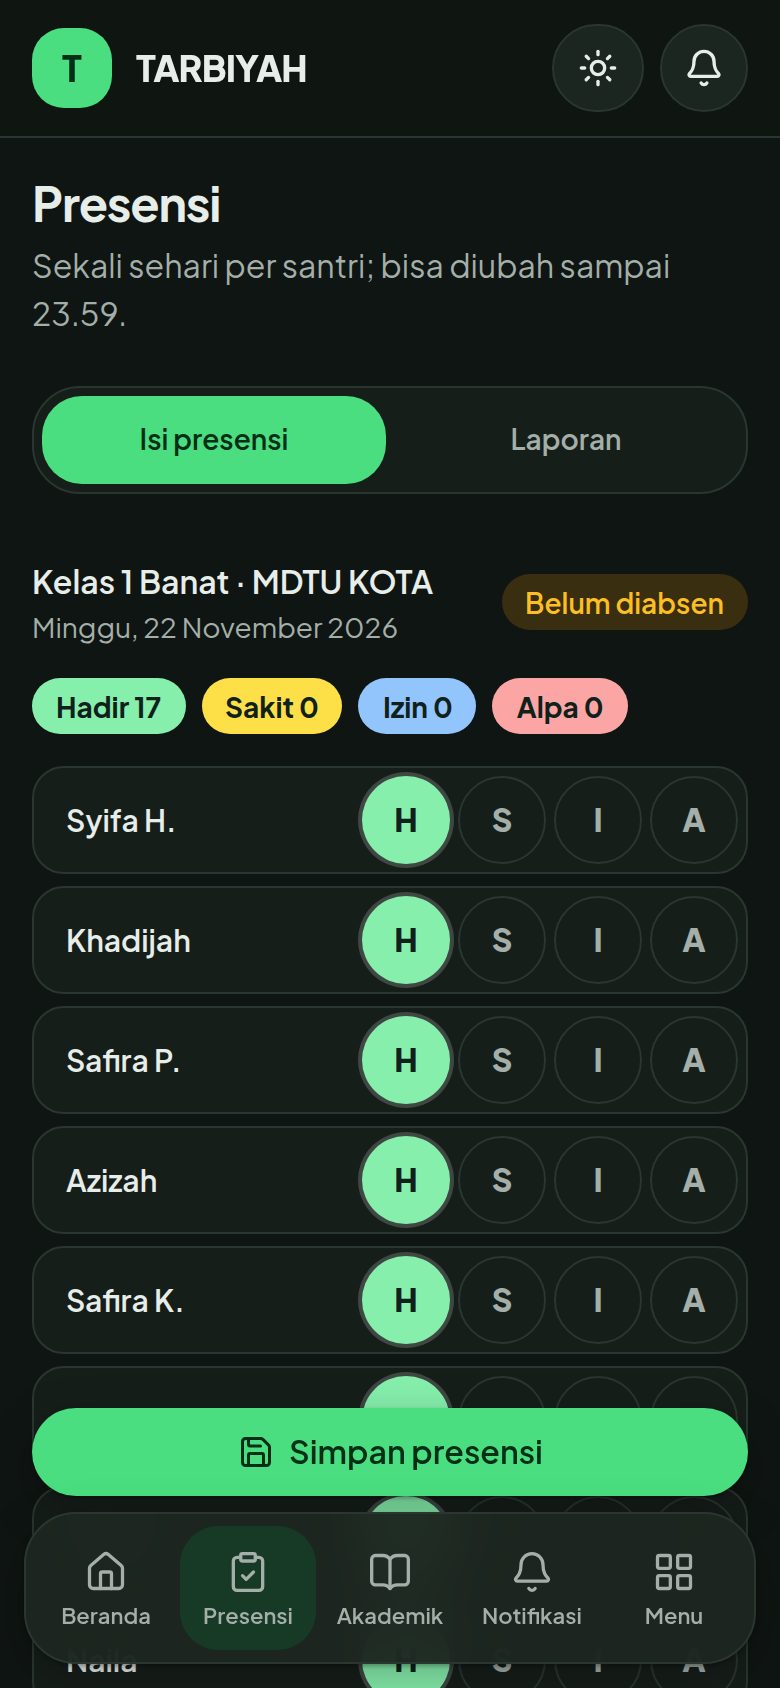 T TARBIYAH
Presensi
Sekali sehari per santri; bisa diubah sampai
23.59.
Isi presensi Laporan
Kelas 1 Banat · MDTU KOTA
Minggu, 22 November 2026
Belum diabsen
Hadir 17 Sakit 0 Izin 0 Alpa 0
Syifa H. H S I A
Khadijah H S I A
Safira P. H S I A
Azizah H S I A
Safira K. H S I A
Simpan presensi
Beranda Presensi Akademik Notifikasi Menu
Naila H S I A